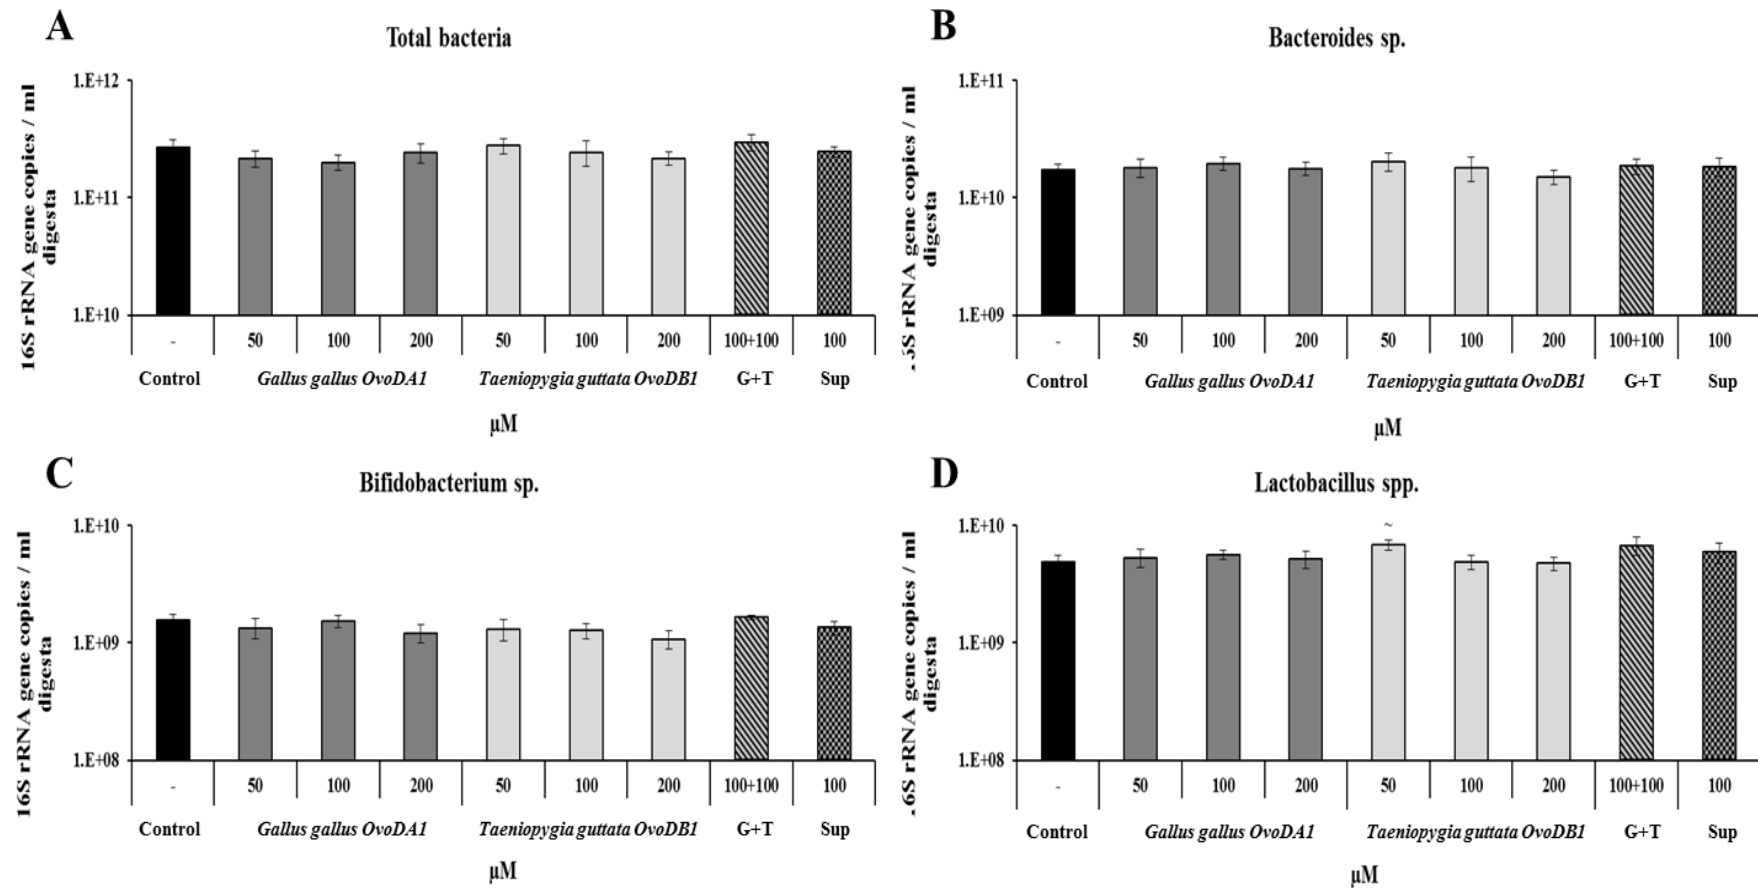 A
Total bacteria
16S rRNA gene copies / ml
digesta
1.E+12
1.E+11
1.E+10
- 50 100 200 50 100 200 100+100 100
Control Gallus gallus OvoDA1 Taeniopygia guttata OvoDB1 G+T Sup
µM
B
Bacteroides sp.
S rRNA gene copies / ml
digesta
1.E+11
1.E+10
1.E+09
- 50 100 200 50 100 200 100+100 100
Control Gallus gallus OvoDA1 Taeniopygia guttata OvoDB1 G+T Sup
µM
C
Bifidobacterium sp.
16S rRNA gene copies / ml
digesta
1.E+10
1.E+09
1.E+08
- 50 100 200 50 100 200 100+100 100
Control Gallus gallus OvoDA1 Taeniopygia guttata OvoDB1 G+T Sup
µM
D
Lactobacillus spp.
6S rRNA gene copies / ml
digesta
1.E+10
1.E+09
1.E+08
~
- 50 100 200 50 100 200 100+100 100
Control Gallus gallus OvoDA1 Taeniopygia guttata OvoDB1 G+T Sup
µM